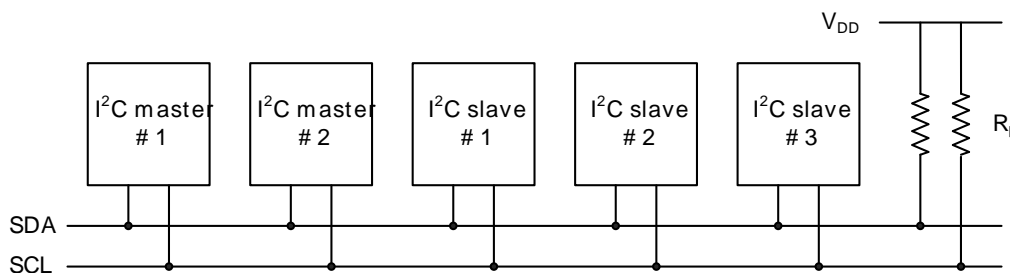 V_DD
I²C master
# 1
I²C master
# 2
I²C slave
# 1
I²C slave
# 2
I²C slave
# 3
R
SDA
SCL